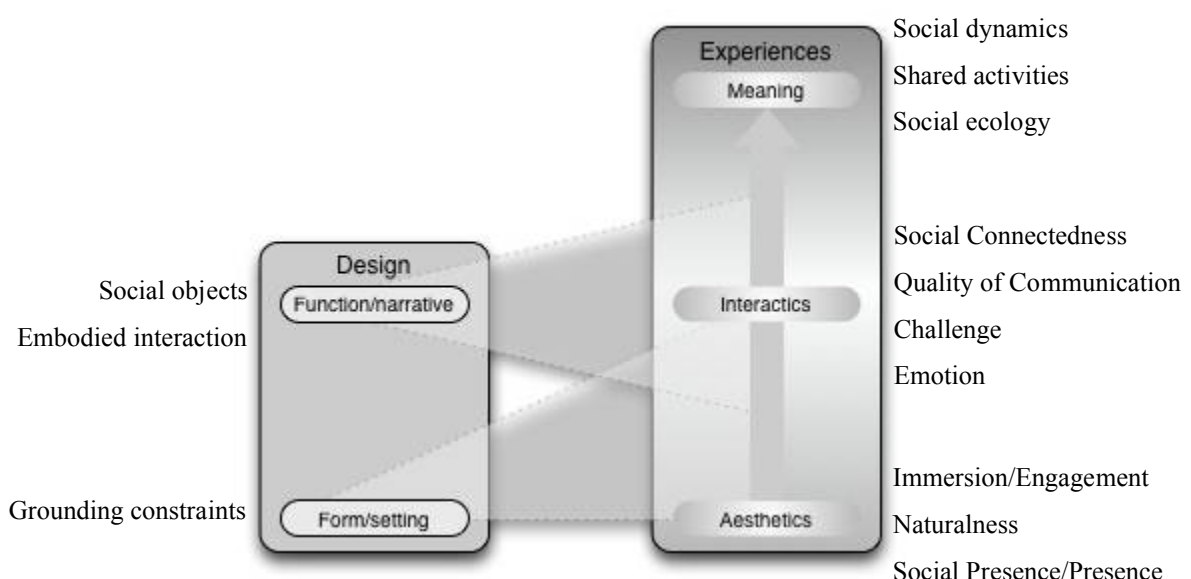 Social dynamics
Experiences
Meaning
Shared activities
Social ecology
Social Connectedness
Design
Social objects
Function/narrative
Interactics
Quality of Communication
Embodied interaction
Challenge
Emotion
Immersion/Engagement
Grounding constraints
Form/setting
Aesthetics
Naturalness
Social Presence/Presence